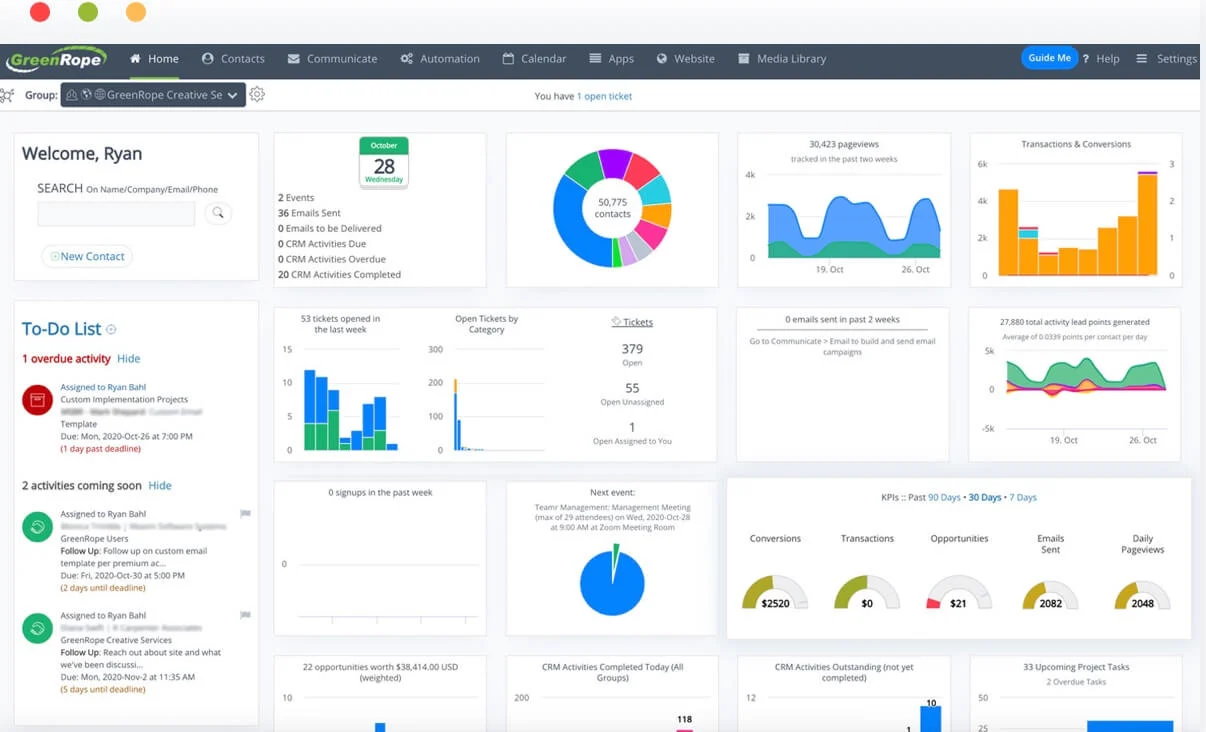 GreenRope
Home
Contacts
Communicate
Automation
Calendar
Apps
Website
Media Library
Guide Me
? Help
Settings
Group:
GreenRope Creative Se
You have 1 open ticket
Welcome, Ryan
SEARCH On Name/Company/Email/Phone
New Contact
October
28
Wednesday
2 Events
36 Emails Sent
0 Emails to be Delivered
0 CRM Activities Due
0 CRM Activities Overdue
20 CRM Activities Completed
50,775
contacts
30,423 pageviews
tracked in the past two weeks
4k
2k
0
19. Oct
26. Oct
Transactions & Conversions
6k
4k
2k
0
3
2
1
0
To-Do List
1 overdue activity Hide
Assigned to Ryan Bahl
Custom Implementation Projects
Template
Due: Mon, 2020-Oct-26 at 7:00 PM
(1 day past deadline)
2 activities coming soon Hide
Assigned to Ryan Bahl
GreenRope Users
Follow Up: Follow up on custom email
template per premium ac...
Due: Fri, 2020-Oct-30 at 5:00 PM
(2 days until deadline)
Assigned to Ryan Bahl
GreenRope Creative Services
Follow Up: Reach out about site and what
we've been discussi...
Due: Mon, 2020-Nov-2 at 11:35 AM
(5 days until deadline)
53 tickets opened in
the last week
15
10
5
0
Open Tickets by
Category
300
200
100
0
Tickets
379
Open
55
Open Unassigned
1
Open Assigned to You
0 emails sent in past 2 weeks
Go to Communicate > Email to build and send email
campaigns
27,880 total activity lead points generated
Average of 0.0339 points per contact per day
5k
0
-5k
19. Oct
26. Oct
0 signups in the past week
0
Next event:
Teamr Management: Management Meeting
(max of 29 attendees) on Wed, 2020-Oct-28
at 9:00 AM at Zoom Meeting Room
KPIs :: Past 90 Days • 30 Days • 7 Days
Conversions
$2520
Transactions
$0
Opportunities
$21
Emails
Sent
2082
Daily
Pageviews
2048
22 opportunities worth $38,414.00 USD
(weighted)
10
CRM Activities Completed Today (All
Groups)
200
118
CRM Activities Outstanding (not yet
completed)
12
10
1
33 Upcoming Project Tasks
2 Overdue Tasks
50
25